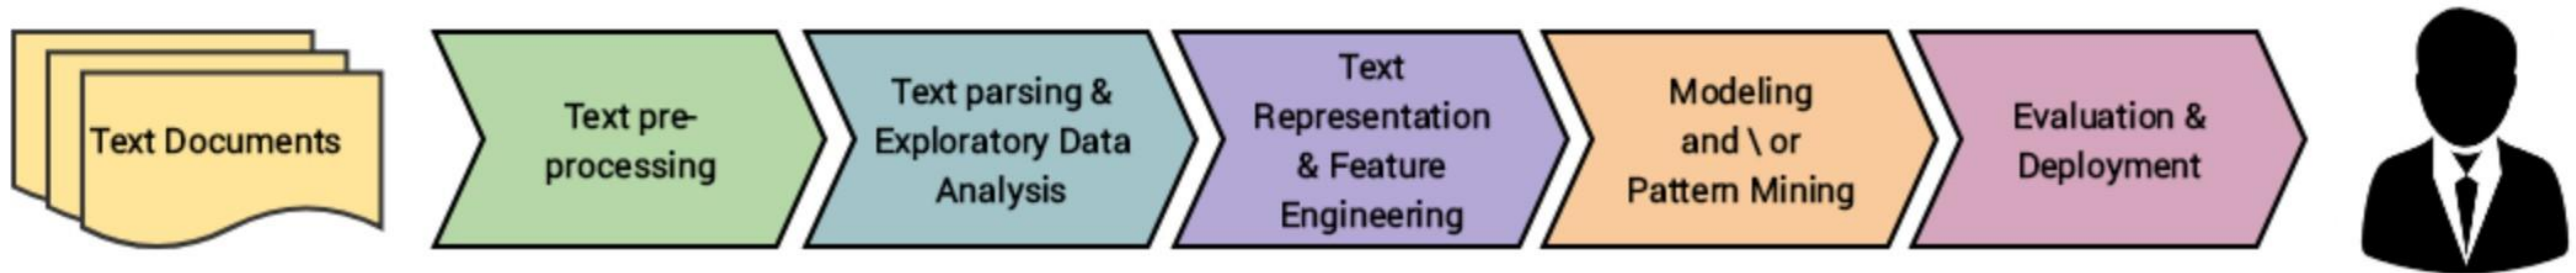 Text Documents
Text pre-
processing
Text parsing &
Exploratory Data
Analysis
Text
Representation
& Feature
Engineering
Modeling
and \ or
Pattern Mining
Evaluation &
Deployment